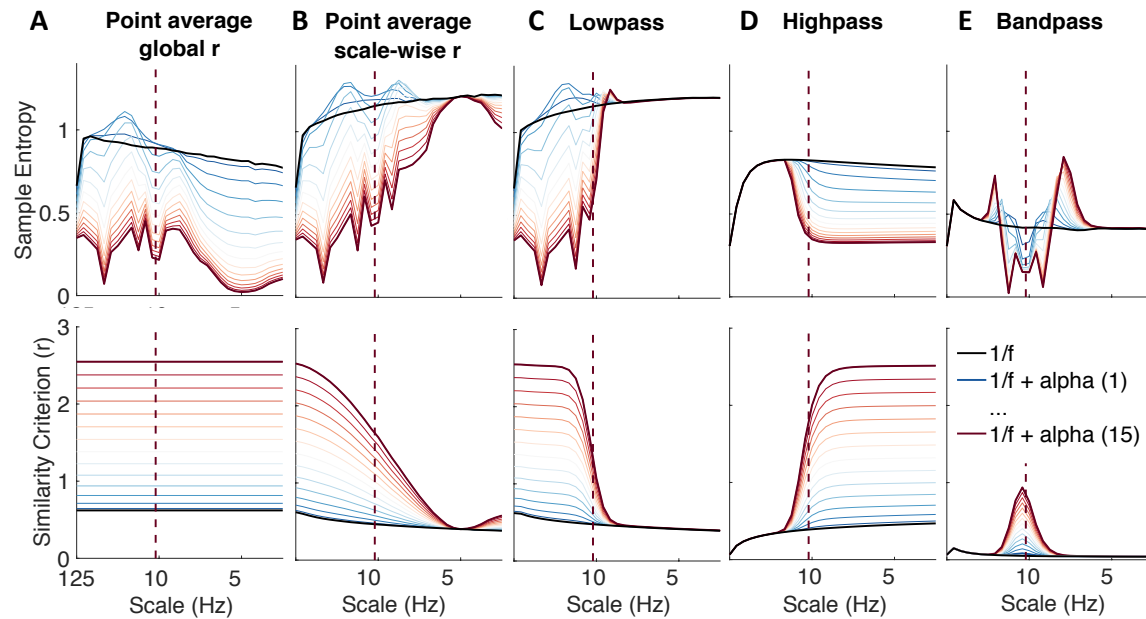 A Point average global r
B Point average scale-wise r
C Lowpass
D Highpass
E Bandpass
Sample Entropy
1
0.5
0
Similarity Criterion (r)
3
2
1
0
125 10 5
Scale (Hz)
10 5
Scale (Hz)
10 5
Scale (Hz)
10 5
Scale (Hz)
10 5
Scale (Hz)
1/f
1/f + alpha (1)
...
1/f + alpha (15)